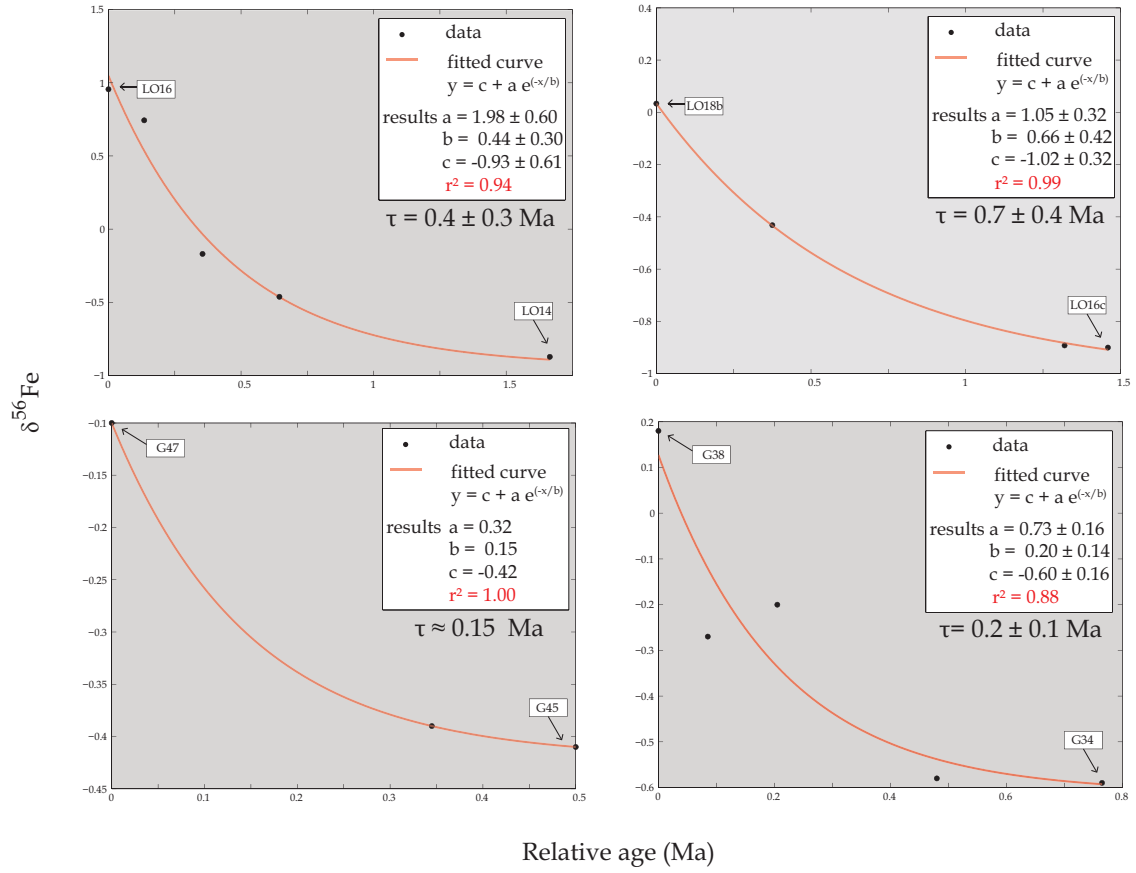 δ⁵⁶Fe
1.5
1
0.5
0
−0.5
−1
0
0.5
1
1.5
LO16
LO14
data
fitted curve
y = c + a e(-x/b)
results a = 1.98 ± 0.60
b = 0.44 ± 0.30
c = -0.93 ± 0.61
r² = 0.94
τ = 0.4 ± 0.3 Ma
0.4
0.2
0
−0.2
−0.4
−0.6
−0.8
−1
0
0.5
1
1.5
LO18b
LO16c
data
fitted curve
y = c + a e(-x/b)
results a = 1.05 ± 0.32
b = 0.66 ± 0.42
c = -1.02 ± 0.32
r² = 0.99
τ = 0.7 ± 0.4 Ma
−0.1
−0.15
−0.2
−0.25
−0.3
−0.35
−0.4
−0.45
0
0.1
0.2
0.3
0.4
0.5
G47
G45
data
fitted curve
y = c + a e(-x/b)
results a = 0.32
b = 0.15
c = -0.42
r² = 1.00
τ ≈ 0.15 Ma
0.2
0.1
0
−0.1
−0.2
−0.3
−0.4
−0.5
−0.6
0
0.2
0.4
0.6
0.8
G38
G34
data
fitted curve
y = c + a e(-x/b)
results a = 0.73 ± 0.16
b = 0.20 ± 0.14
c = -0.60 ± 0.16
r² = 0.88
τ= 0.2 ± 0.1 Ma
Relative age (Ma)